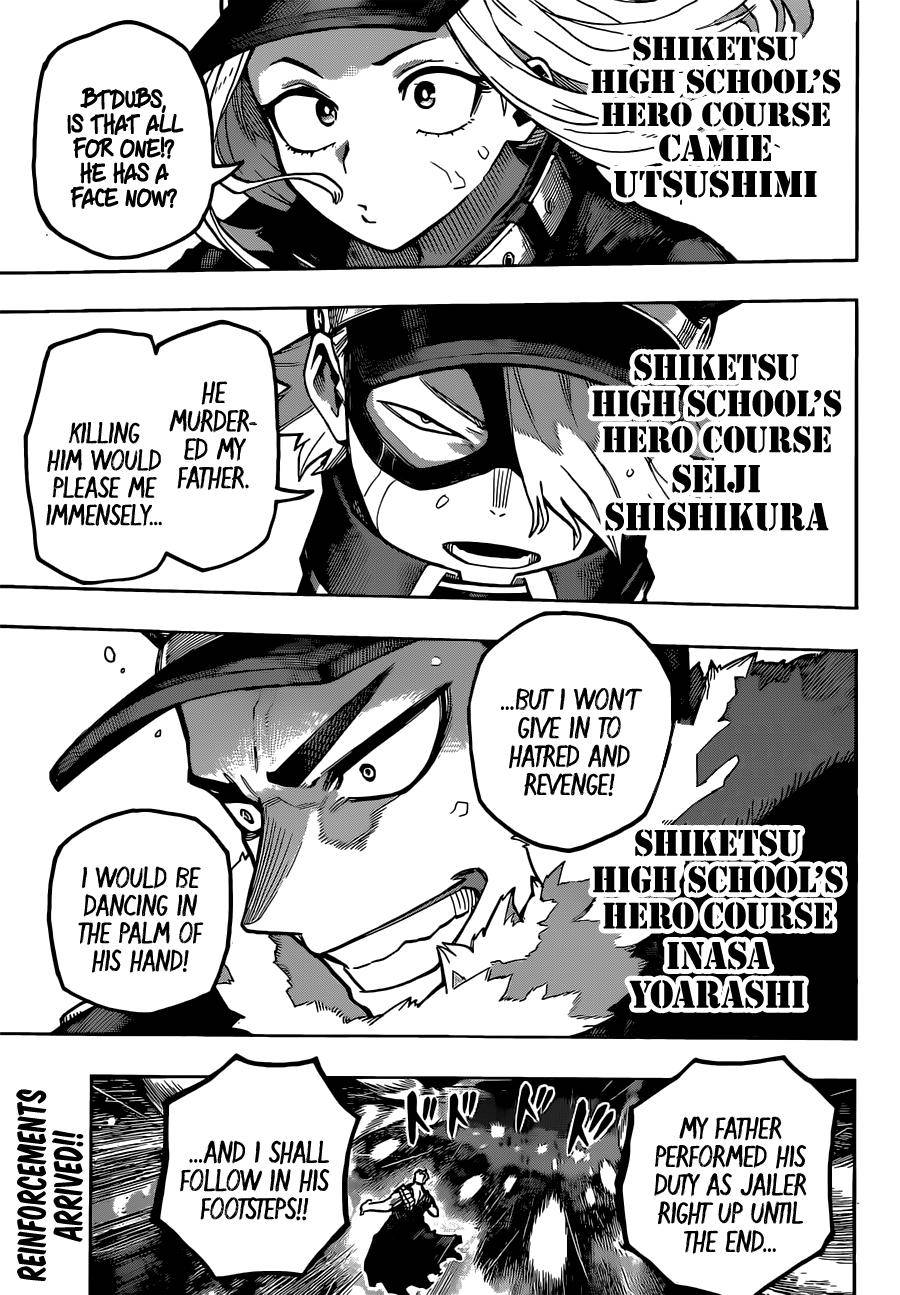 SHIKETSU
HIGH SCHOOL'S
HERO COURSE
CAMIE
UTSUSHIMI
BTDUBS,
IS THAT ALL
FOR ONE!?
HE HAS A
FACE NOW?
SHIKETSU
HIGH SCHOOL'S
HERO COURSE
SEIJI
SHISHIKURA
HE
MURDER-
ED MY
FATHER.
KILLING
HIM WOULD
PLEASE ME
IMMENSELY...
...BUT I WON'T
GIVE IN TO
HATRED AND
REVENGE!
SHIKETSU
HIGH SCHOOL'S
HERO COURSE
INASA
YOARASHI
I WOULD BE
DANCING IN
THE PALM OF
HIS HAND!
MY FATHER
PERFORMED HIS
DUTY AS JAILER
RIGHT UP UNTIL
THE END...
ドドドド
...AND I SHALL
FOLLOW IN HIS
FOOTSTEPS!!
REINFORCEMENTS
ARRIVED!!